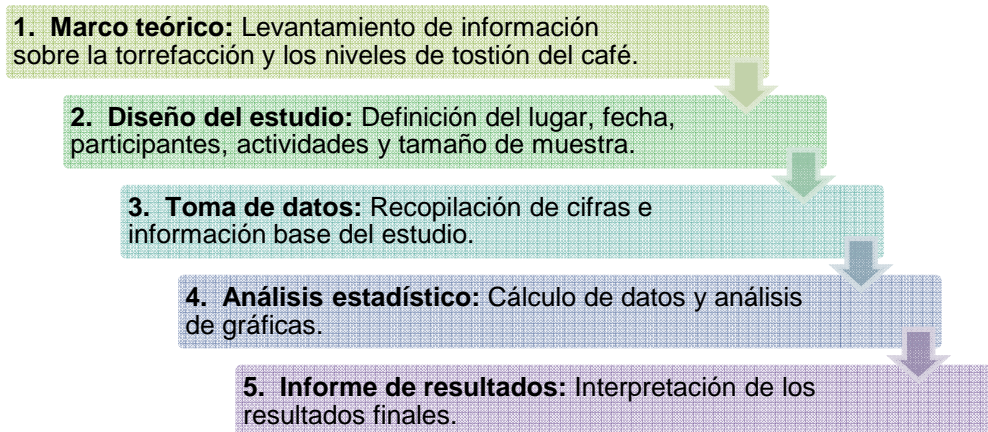 1. Marco teórico: Levantamiento de información
sobre la torrefacción y los niveles de tostión del café.
2. Diseño del estudio: Definición del lugar, fecha,
participantes, actividades y tamaño de muestra.
3. Toma de datos: Recopilación de cifras e
información base del estudio.
4. Análisis estadístico: Cálculo de datos y análisis
de gráficas.
5. Informe de resultados: Interpretación de los
resultados finales.